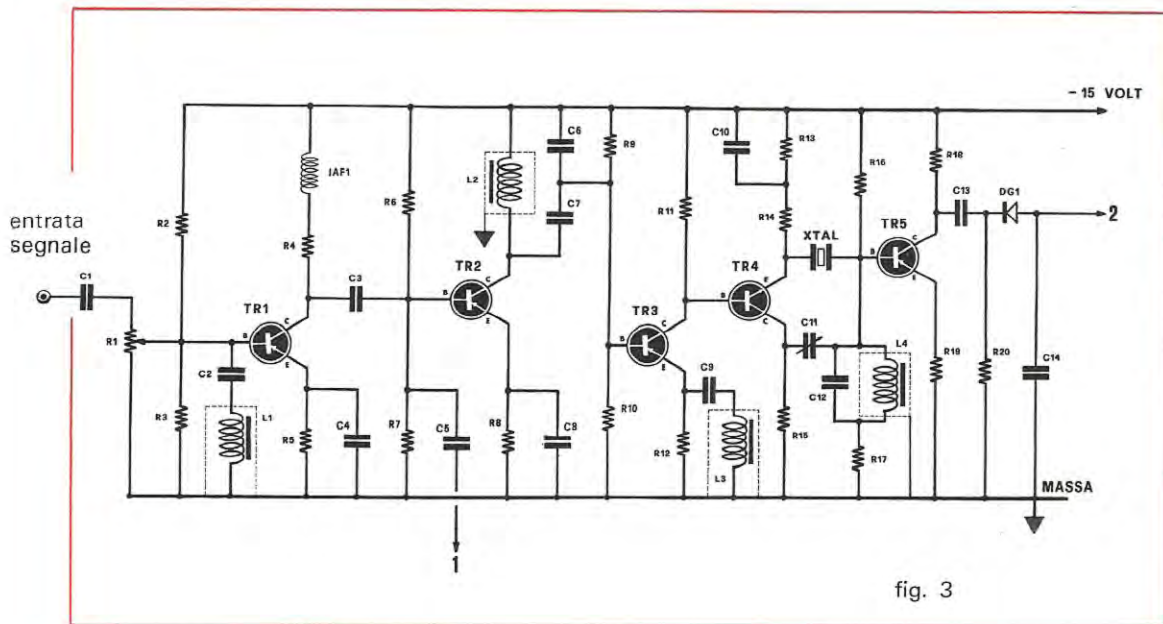 - 15 VOLT
entrata
segnale
C1
R1
R2
R3
C2
L1
TR1
B
C
E
JAF1
R4
R5
C4
C3
R6
R7
C5
1
TR2
B
C
E
L2
R8
C8
C6
C7
R9
R10
TR3
B
C
E
R11
R12
C9
L3
C10
R13
R14
TR4
B
E
C
XTAL
C11
R15
C12
L4
R16
R17
TR5
B
C
E
R18
R19
C13
DG1
R20
C14
2
MASSA
fig. 3